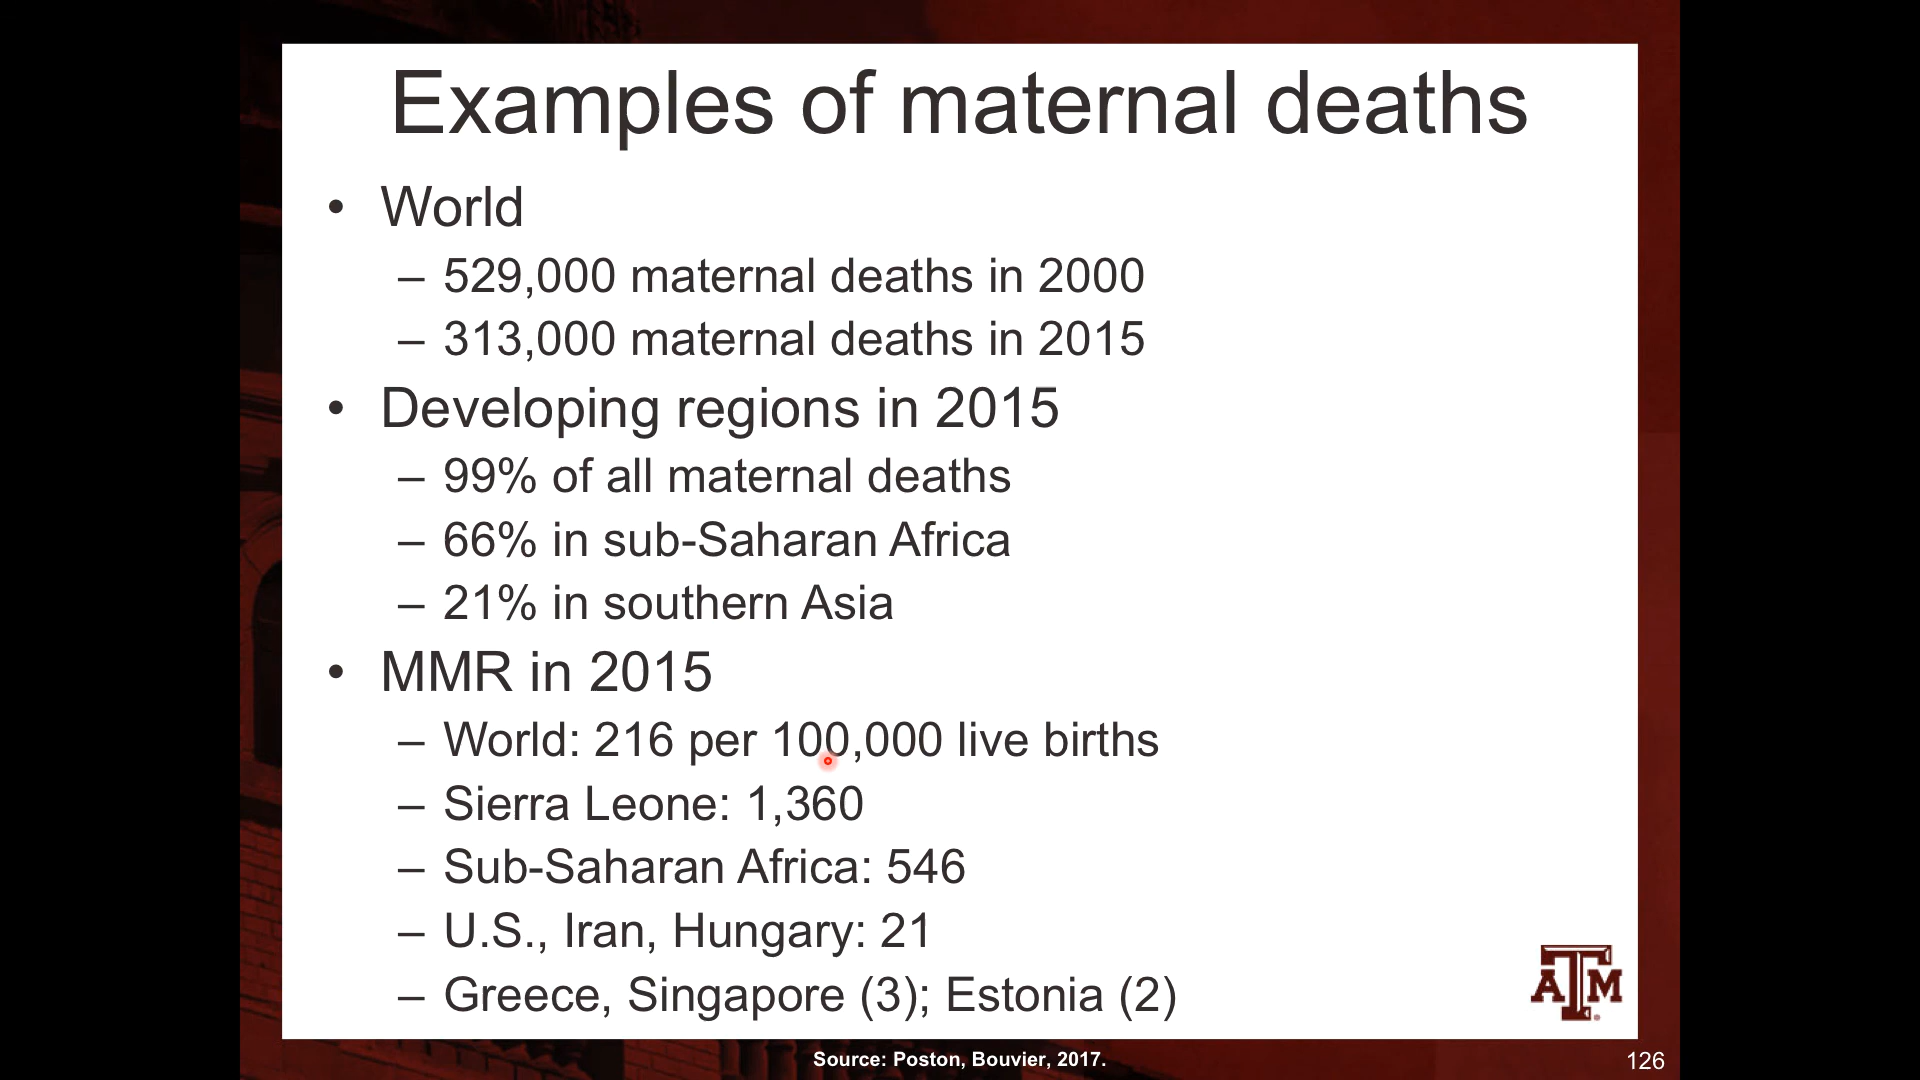 Examples of maternal deaths
• World
– 529,000 maternal deaths in 2000
– 313,000 maternal deaths in 2015
• Developing regions in 2015
– 99% of all maternal deaths
– 66% in sub-Saharan Africa
– 21% in southern Asia
• MMR in 2015
– World: 216 per 100,000 live births
– Sierra Leone: 1,360
– Sub-Saharan Africa: 546
– U.S., Iran, Hungary: 21
– Greece, Singapore (3); Estonia (2)
ATM®
Source: Poston, Bouvier, 2017.
126